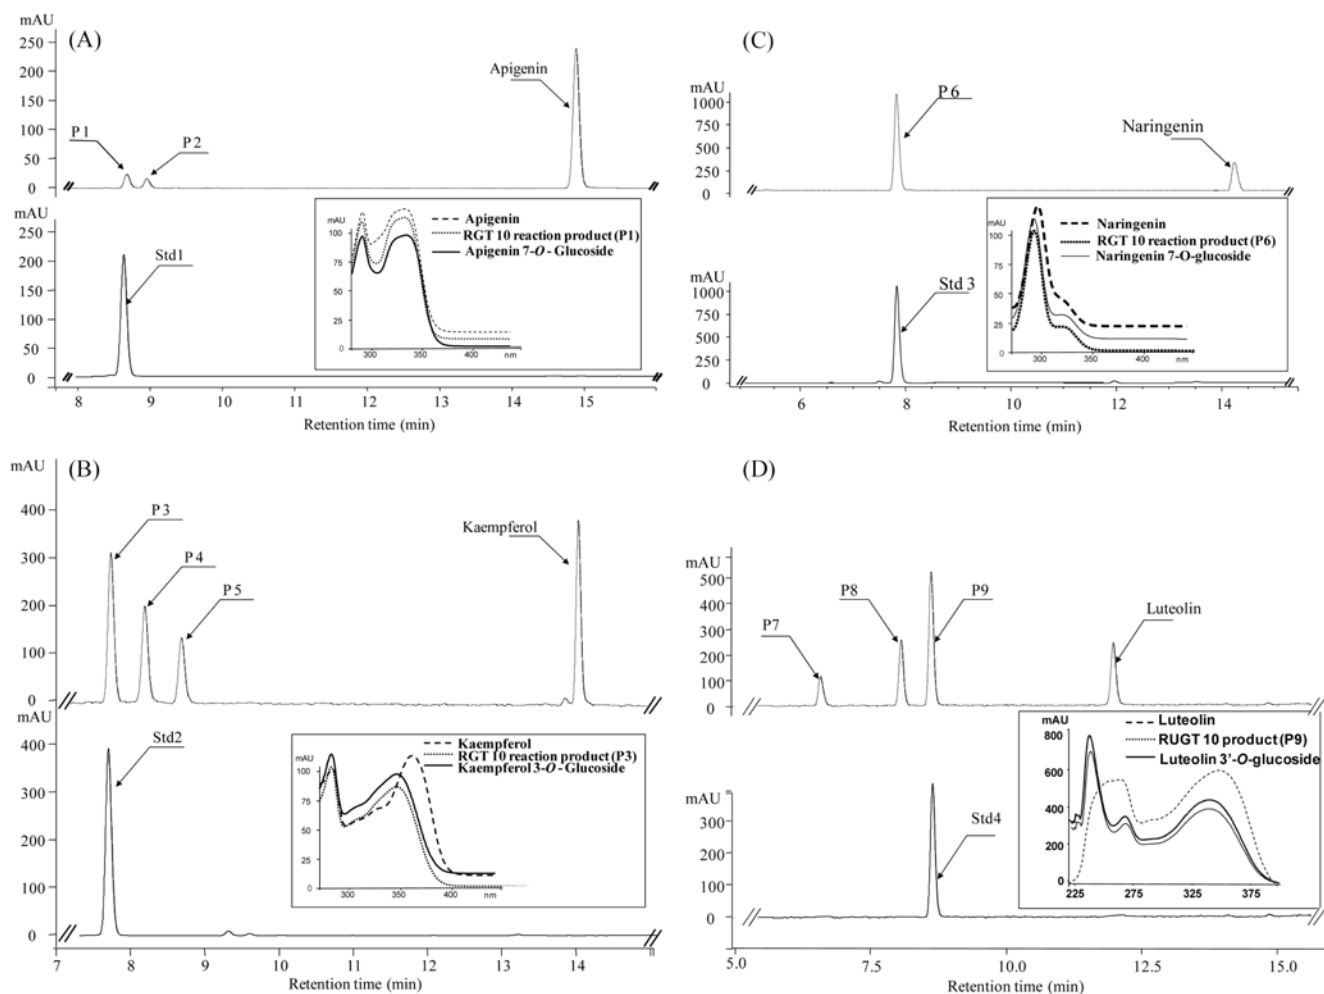 (A)
mAU
250
200
150
100
50
0
Apigenin
P 1
P 2
250
200
150
100
50
0
Std1
mAU
100
75
50
25
0
300
350
400
nm
Apigenin
RGT 10 reaction product (P1)
Apigenin 7-O - Glucoside
8
9
10
11
12
13
14
15
Retention time (min)
(C)
mAU
1000
750
500
250
0
P 6
Naringenin
mAU
1000
750
500
250
0
Std 3
mAU
100
75
50
25
0
300
350
400
nm
Naringenin
RGT 10 reaction product (P6)
Naringenin 7-O-glucoside
6
8
10
12
14
Retention time (min)
(B)
mAU
400
300
200
100
0
P 3
P 4
P 5
Kaempferol
mAU
400
300
200
100
0
Std2
mAU
100
75
50
25
0
300
350
400
nm
Kaempferol
RGT 10 reaction product (P3)
Kaempferol 3-O - Glucoside
7
8
9
10
11
12
13
14
Retention time (min)
(D)
mAU
500
400
300
200
100
0
P7
P8
P9
Luteolin
mAU
300
200
100
0
Std4
mAU
800
600
400
200
800
0
225
275
325
375
Luteolin
RUGT 10 product (P9)
Luteolin 3'-O-glucoside
5.0
7.5
10.0
12.5
15.0
Retention time (min)